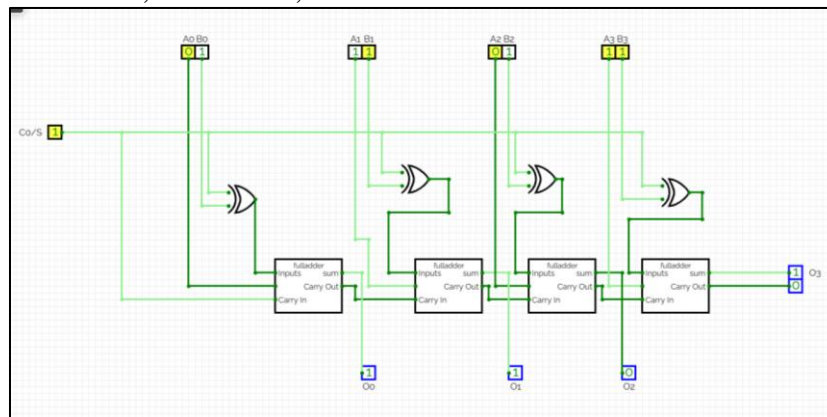 A0 B0 A1 B1 A2 B2 A3 B3
0 1 1 1 0 1 1 1
C0/S 1
fulladder fulladder fulladder fulladder
Inputs sum Inputs sum Inputs sum Inputs sum 1 O3
Carry Out Carry Out Carry Out Carry Out 0
Carry In Carry In Carry In Carry In
1 1 0
O0 O1 O2